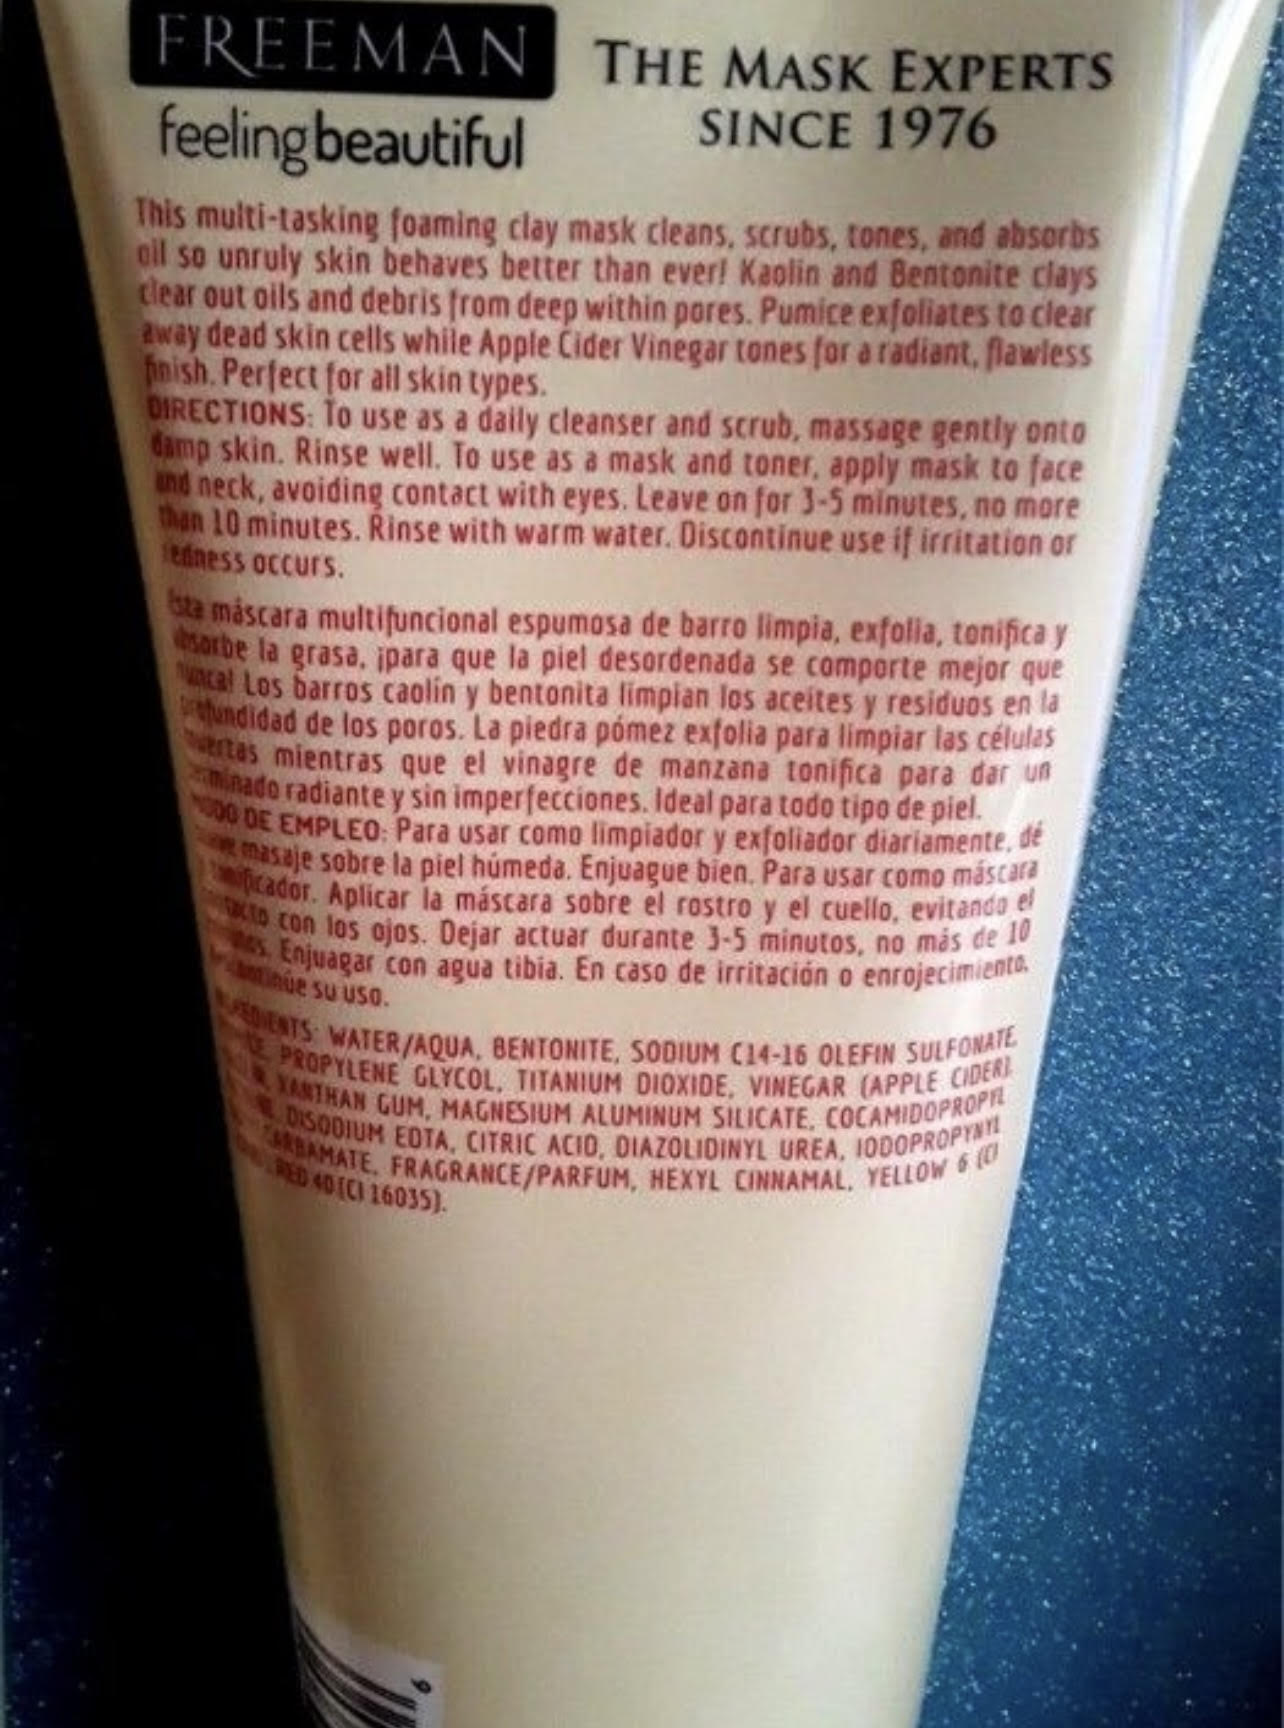 FREEMAN
feelingbeautiful
THE MASK EXPERTS
SINCE 1976
This multi-tasking foaming clay mask cleans, scrubs, tones, and absorbs
oil so unruly skin behaves better than ever! Kaolin and Bentonite clays
clear out oils and debris from deep within pores. Pumice exfoliates to clear
away dead skin cells while Apple Cider Vinegar tones for a radiant, flawless
finish. Perfect for all skin types.
DIRECTIONS: To use as a daily cleanser and scrub, massage gently onto
damp skin. Rinse well. To use as a mask and toner, apply mask to face
and neck, avoiding contact with eyes. Leave on for 3-5 minutes, no more
than 10 minutes. Rinse with warm water. Discontinue use if irritation or
redness occurs.
Esta máscara multifuncional espumosa de barro limpia, exfolia, tonifica y
absorbe la grasa, ¡para que la piel desordenada se comporte mejor que
nunca! Los barros caolín y bentonita limpian los aceites y residuos en la
profundidad de los poros. La piedra pómez exfolia para limpiar las células
muertas mientras que el vinagre de manzana tonifica para dar un
terminado radiante y sin imperfecciones. Ideal para todo tipo de piel.
MODO DE EMPLEO: Para usar como limpiador y exfoliador diariamente, dé
masaje sobre la piel húmeda. Enjuague bien. Para usar como máscara
tonificador. Aplicar la máscara sobre el rostro y el cuello, evitando el
contacto con los ojos. Dejar actuar durante 3-5 minutos, no más de 10
minutos. Enjuagar con agua tibia. En caso de irritación o enrojecimiento,
su uso.
INGREDIENTS: WATER/AQUA, BENTONITE, SODIUM C14-16 OLEFIN SULFONATE,
PROPYLENE GLYCOL, TITANIUM DIOXIDE, VINEGAR (APPLE CIDER),
XANTHAN GUM, MAGNESIUM ALUMINUM SILICATE, COCAMIDOPROPYL
DISODIUM EDTA, CITRIC ACID, DIAZOLIDINYL UREA, IODOPROPYNYL
FRAGRANCE/PARFUM, HEXYL CINNAMAL, YELLOW 6 (CI
RED 40 (CI 16035).
9